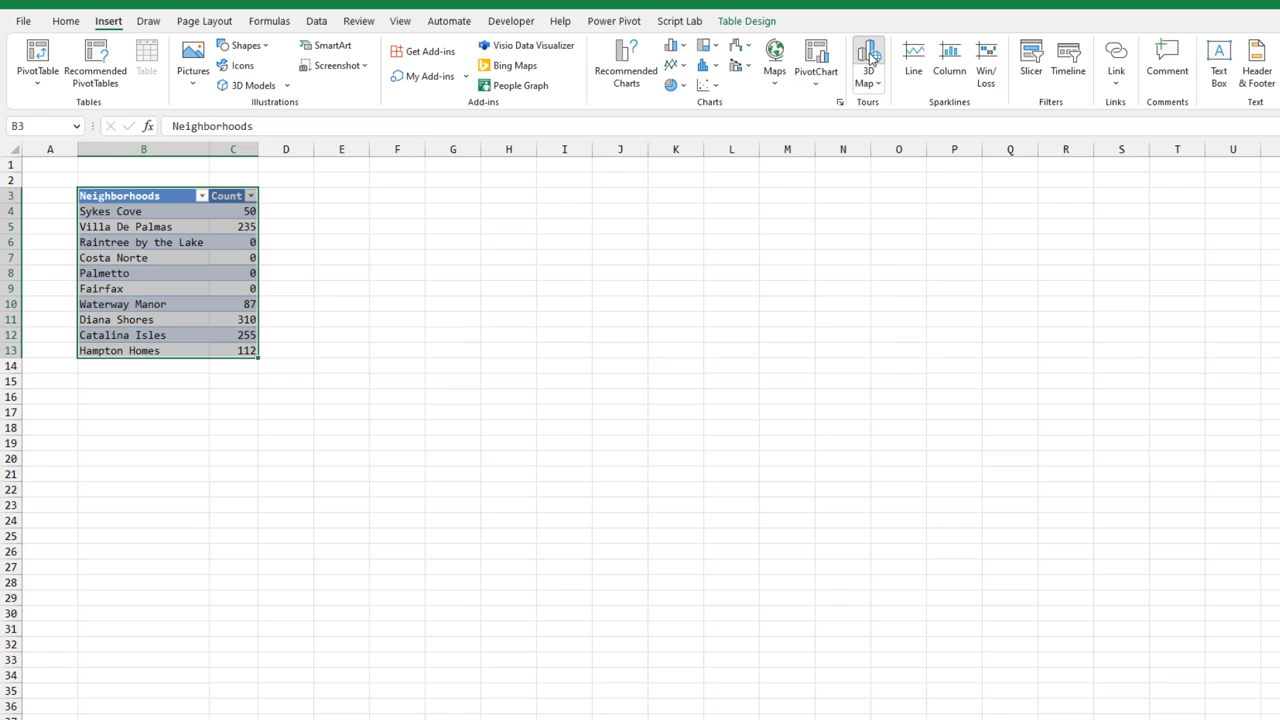 File Home Insert Draw Page Layout Formulas Data Review View Automate Developer Help Power Pivot Script Lab Table Design
PivotTable Recommended PivotTables Table
Tables
Pictures Shapes Icons 3D Models SmartArt Screenshot
Illustrations
Get Add-ins My Add-ins Visio Data Visualizer Bing Maps People Graph
Add-ins
Recommended Charts Maps PivotChart
Charts
3D Map
Tours
Line Column Win/ Loss
Sparklines
Slicer Timeline
Filters
Link
Links
Comment
Comments
Text Box Header & Footer
Text
B3 fx Neighborhoods
A B C D E F G H I J K L M N O P Q R S T U
1
2
3 Neighborhoods Count
4 Sykes Cove 50
5 Villa De Palmas 235
6 Raintree by the Lake 0
7 Costa Norte 0
8 Palmetto 0
9 Fairfax 0
10 Waterway Manor 87
11 Diana Shores 310
12 Catalina Isles 255
13 Hampton Homes 112
14
15
16
17
18
19
20
21
22
23
24
25
26
27
28
29
30
31
32
33
34
35
36